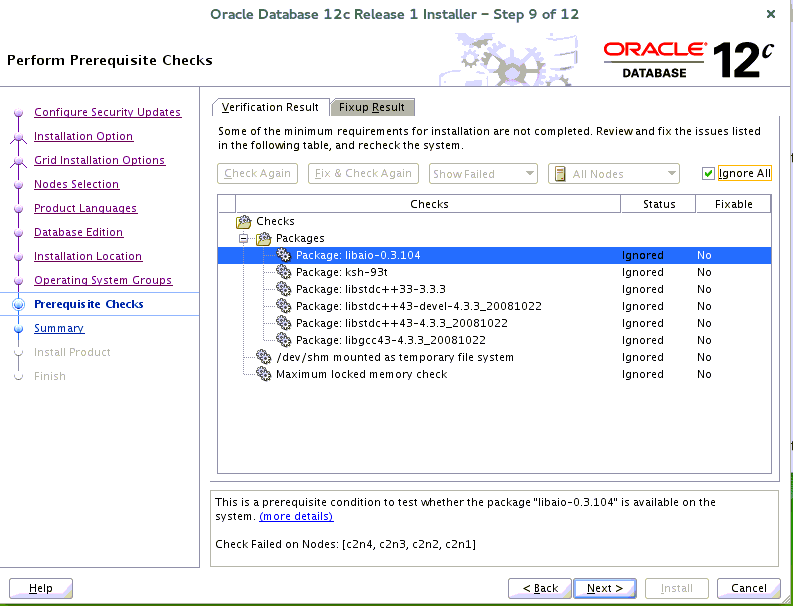 Oracle Database 12c Release 1 Installer – Step 9 of 12
Perform Prerequisite Checks
ORACLE®
DATABASE
12c
Configure Security Updates
Installation Option
Grid Installation Options
Nodes Selection
Product Languages
Database Edition
Installation Location
Operating System Groups
Prerequisite Checks
Summary
Install Product
Finish
Verification Result
Fixup Result
Some of the minimum requirements for installation are not completed. Review and fix the issues listed
in the following table, and recheck the system.
Check Again
Fix & Check Again
Show Failed
All Nodes
Ignore All
Checks Status Fixable
Checks
Packages
Package: libaio-0.3.104 Ignored No
Package: ksh-93t Ignored No
Package: libstdc++33-3.3.3 Ignored No
Package: libstdc++43-devel-4.3.3_20081022 Ignored No
Package: libstdc++43-4.3.3_20081022 Ignored No
Package: libgcc43-4.3.3_20081022 Ignored No
/dev/shm mounted as temporary file system Ignored No
Maximum locked memory check Ignored No
This is a prerequisite condition to test whether the package "libaio-0.3.104" is available on the
system. (more details)
Check Failed on Nodes: [c2n4, c2n3, c2n2, c2n1]
Help
< Back
Next >
Install
Cancel